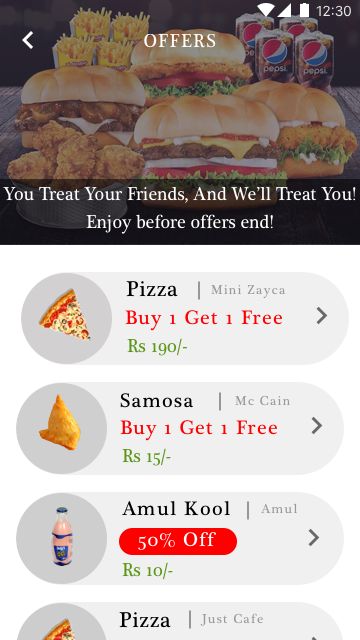 12:30
OFFERS
pepsi.
pepsi.
pepsi.
You Treat Your Friends, And We'll Treat You!
Enjoy before offers end!
Pizza | Mini Zayca
Buy 1 Get 1 Free
Rs 190/-
Samosa | Mc Cain
Buy 1 Get 1 Free
Rs 15/-
Amul Kool | Amul
50% Off
Rs 10/-
Pizza | Just Cafe